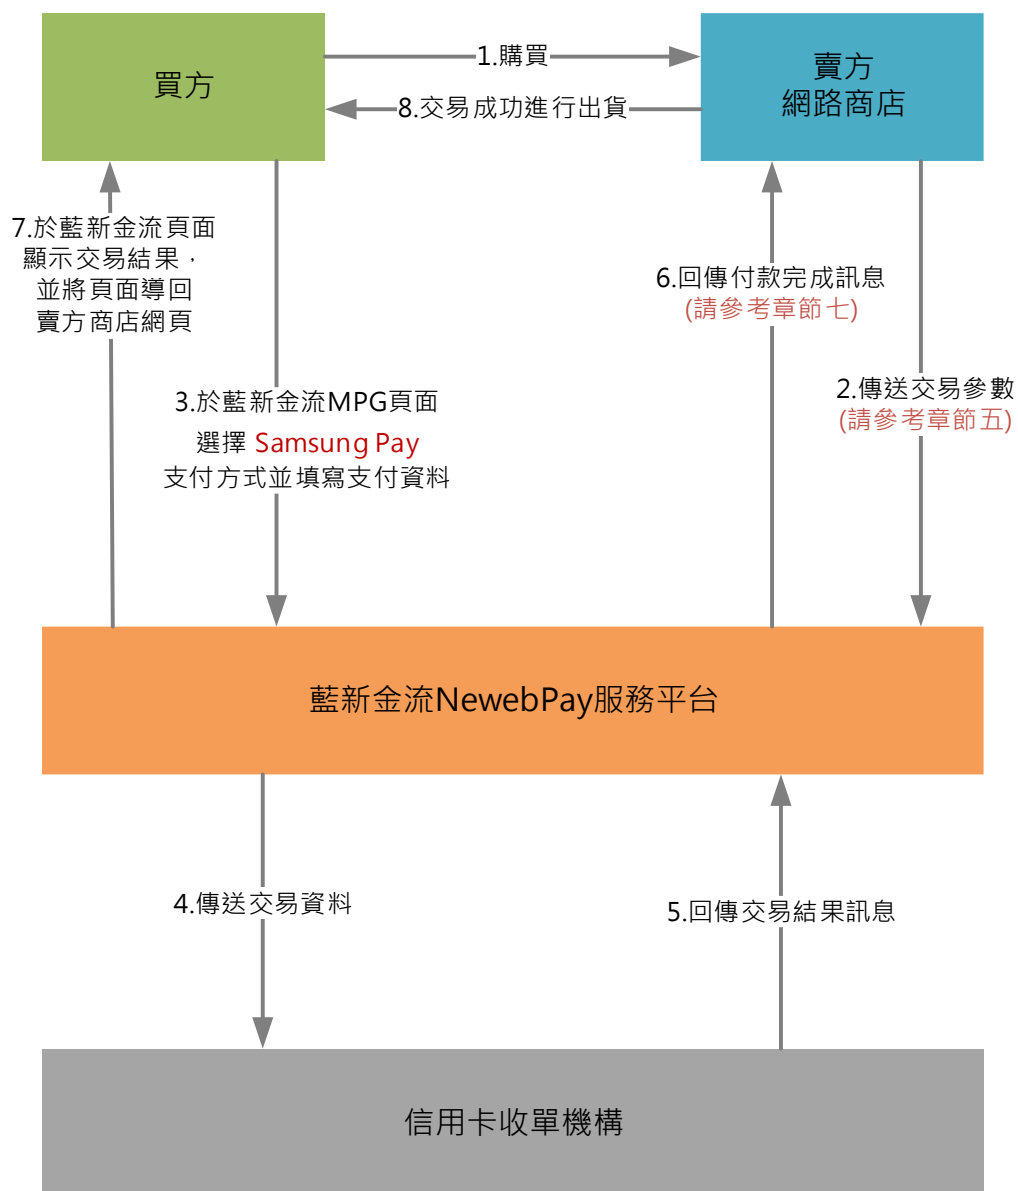 買方
1.購買
賣方
網路商店
8.交易成功進行出貨
7.於藍新金流頁面
顯示交易結果，
並將頁面導回
賣方商店網頁
6.回傳付款完成訊息
(請參考章節七)
3.於藍新金流MPG頁面
選擇 Samsung Pay
支付方式並填寫支付資料
2.傳送交易參數
(請參考章節五)
藍新金流NewebPay服務平台
4.傳送交易資料
5.回傳交易結果訊息
信用卡收單機構